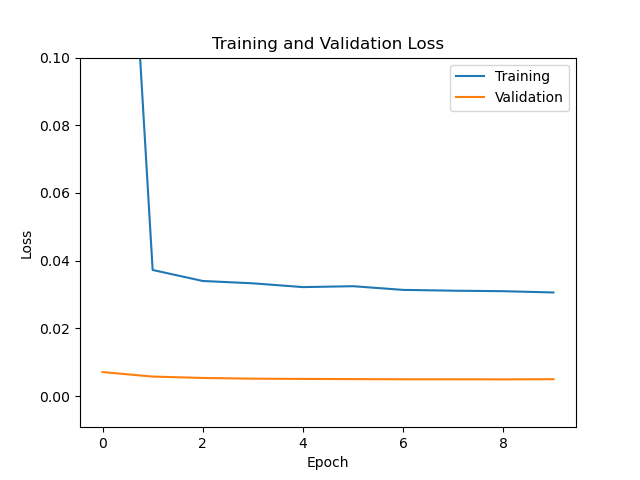 Training and Validation Loss
0.10
0.08
0.06
0.04
0.02
0.00
Loss
Training
Validation
0
2
4
6
8
Epoch